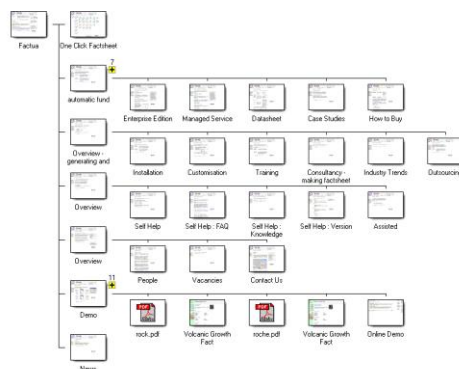 Factua
One Click Factsheet
7
automatic fund
Enterprise Edition
Managed Service
Datasheet
Case Studies
How to Buy
Overview -
generating and
Installation
Customisation
Training
Consultancy -
making factsheet
Industry Trends
Outsourcing
Overview
Self Help
Self Help : FAQ
Self Help :
Knowledge
Self Help : Version
Assisted
Overview
People
Vacancies
Contact Us
11
Demo
PDF
rock.pdf
Volcanic Growth
Fact
PDF
roche.pdf
Volcanic Growth
Fact
Online Demo
News